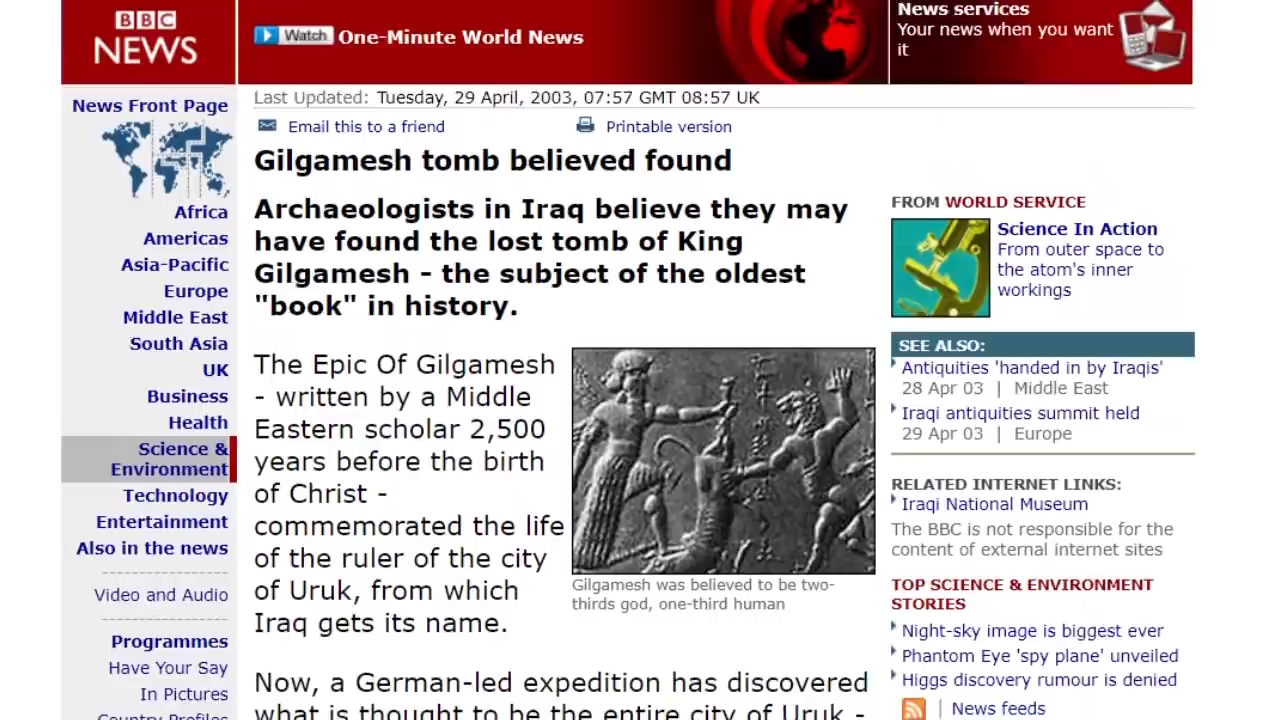 BBC
NEWS
Watch One-Minute World News
News services
Your news when you want
it
News Front Page
Africa
Americas
Asia-Pacific
Europe
Middle East
South Asia
UK
Business
Health
Science &
Environment
Technology
Entertainment
Also in the news
Video and Audio
Programmes
Have Your Say
In Pictures
Country Profiles
Last Updated: Tuesday, 29 April, 2003, 07:57 GMT 08:57 UK
Email this to a friend
Printable version
Gilgamesh tomb believed found
Archaeologists in Iraq believe they may
have found the lost tomb of King
Gilgamesh - the subject of the oldest
"book" in history.
The Epic Of Gilgamesh
- written by a Middle
Eastern scholar 2,500
years before the birth
of Christ -
commemorated the life
of the ruler of the city
of Uruk, from which
Iraq gets its name.
Gilgamesh was believed to be two-
thirds god, one-third human
Now, a German-led expedition has discovered
what is thought to be the entire city of Uruk -
FROM WORLD SERVICE
Science In Action
From outer space to
the atom's inner
workings
SEE ALSO:
Antiquities 'handed in by Iraqis'
28 Apr 03 | Middle East
Iraqi antiquities summit held
29 Apr 03 | Europe
RELATED INTERNET LINKS:
Iraqi National Museum
The BBC is not responsible for the
content of external internet sites
TOP SCIENCE & ENVIRONMENT
STORIES
Night-sky image is biggest ever
Phantom Eye 'spy plane' unveiled
Higgs discovery rumour is denied
| News feeds